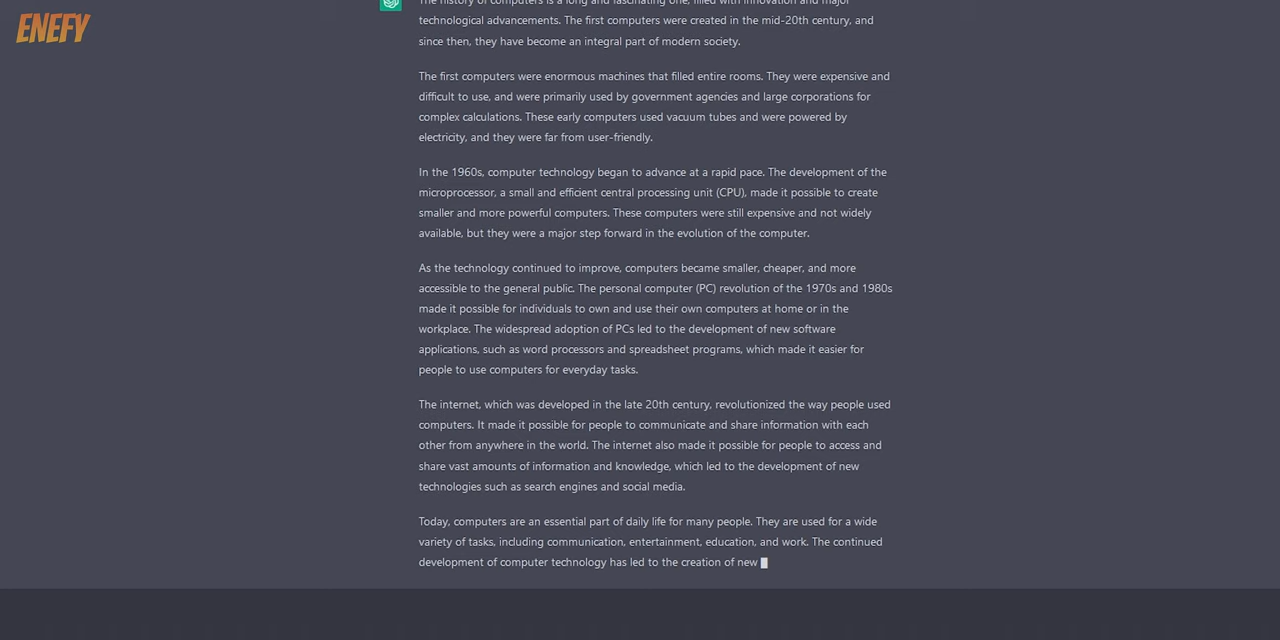 ENEFY
The history of computers is a long and fascinating one, filled with innovation and major
technological advancements. The first computers were created in the mid-20th century, and
since then, they have become an integral part of modern society.
The first computers were enormous machines that filled entire rooms. They were expensive and
difficult to use, and were primarily used by government agencies and large corporations for
complex calculations. These early computers used vacuum tubes and were powered by
electricity, and they were far from user-friendly.
In the 1960s, computer technology began to advance at a rapid pace. The development of the
microprocessor, a small and efficient central processing unit (CPU), made it possible to create
smaller and more powerful computers. These computers were still expensive and not widely
available, but they were a major step forward in the evolution of the computer.
As the technology continued to improve, computers became smaller, cheaper, and more
accessible to the general public. The personal computer (PC) revolution of the 1970s and 1980s
made it possible for individuals to own and use their own computers at home or in the
workplace. The widespread adoption of PCs led to the development of new software
applications, such as word processors and spreadsheet programs, which made it easier for
people to use computers for everyday tasks.
The internet, which was developed in the late 20th century, revolutionized the way people used
computers. It made it possible for people to communicate and share information with each
other from anywhere in the world. The internet also made it possible for people to access and
share vast amounts of information and knowledge, which led to the development of new
technologies such as search engines and social media.
Today, computers are an essential part of daily life for many people. They are used for a wide
variety of tasks, including communication, entertainment, education, and work. The continued
development of computer technology has led to the creation of new